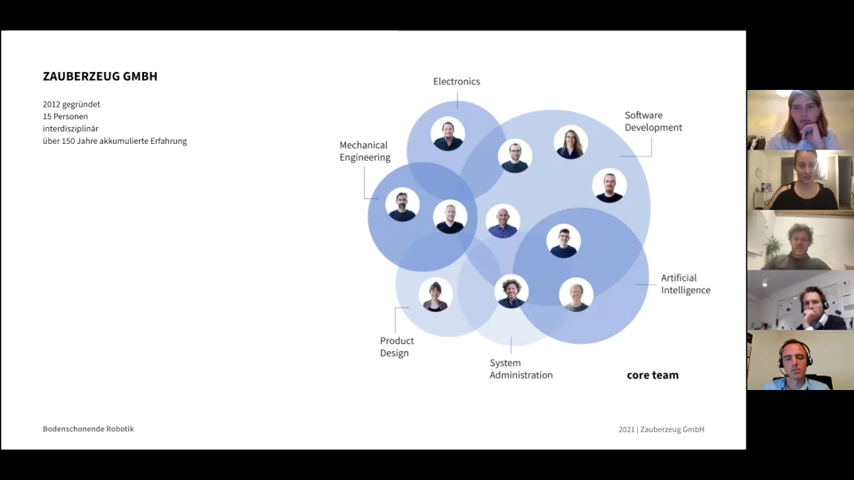 ZAUBERZEUG GMBH
2012 gegründet
15 Personen
interdisziplinär
über 150 Jahre akkumulierte Erfahrung
Electronics
Software
Development
Mechanical
Engineering
Artificial
Intelligence
Product
Design
System
Administration
core team
Bodenschonende Robotik
2021 | Zauberzeug GmbH